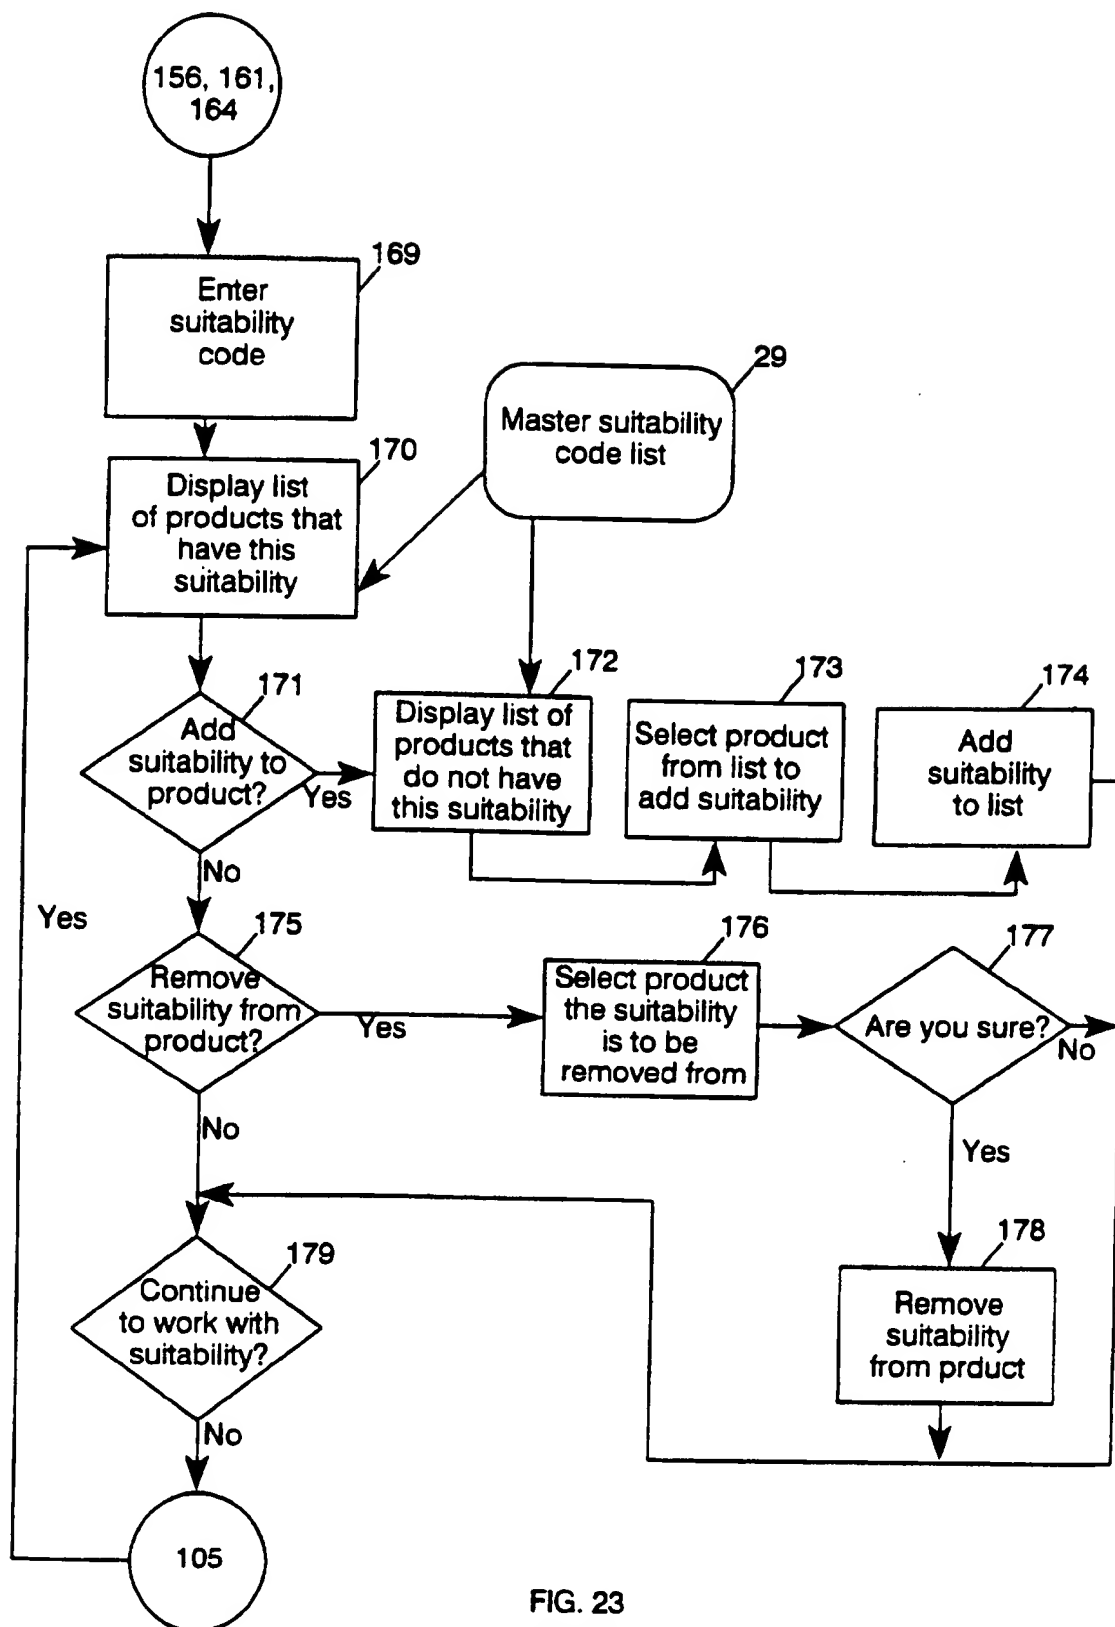 156, 161,
164
169
Enter
suitability
code
29
Master suitability
code list
170
Display list
of products that
have this
suitability
171
Add
suitability to
product?
Yes
172
Display list of
products that
do not have
this suitability
173
Select product
from list to
add suitability
174
Add
suitability
to list
No
Yes
175
Remove
suitability from
product?
Yes
176
Select product
the suitability
is to be
removed from
177
Are you sure?
No
No
Yes
179
Continue
to work with
suitability?
178
Remove
suitability
from prduct
No
105
FIG. 23